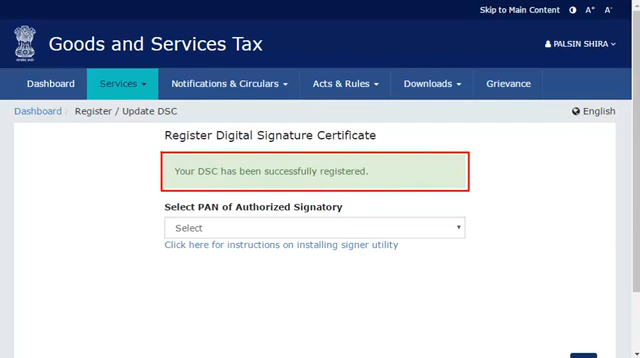 Skip to Main Content A+ A-
Goods and Services Tax
PALSIN SHIRA
Dashboard Services Notifications & Circulars Acts & Rules Downloads Grievance
Dashboard / Register / Update DSC English
Register Digital Signature Certificate
Your DSC has been successfully registered.
Select PAN of Authorized Signatory
Select
Click here for instructions on installing signer utility